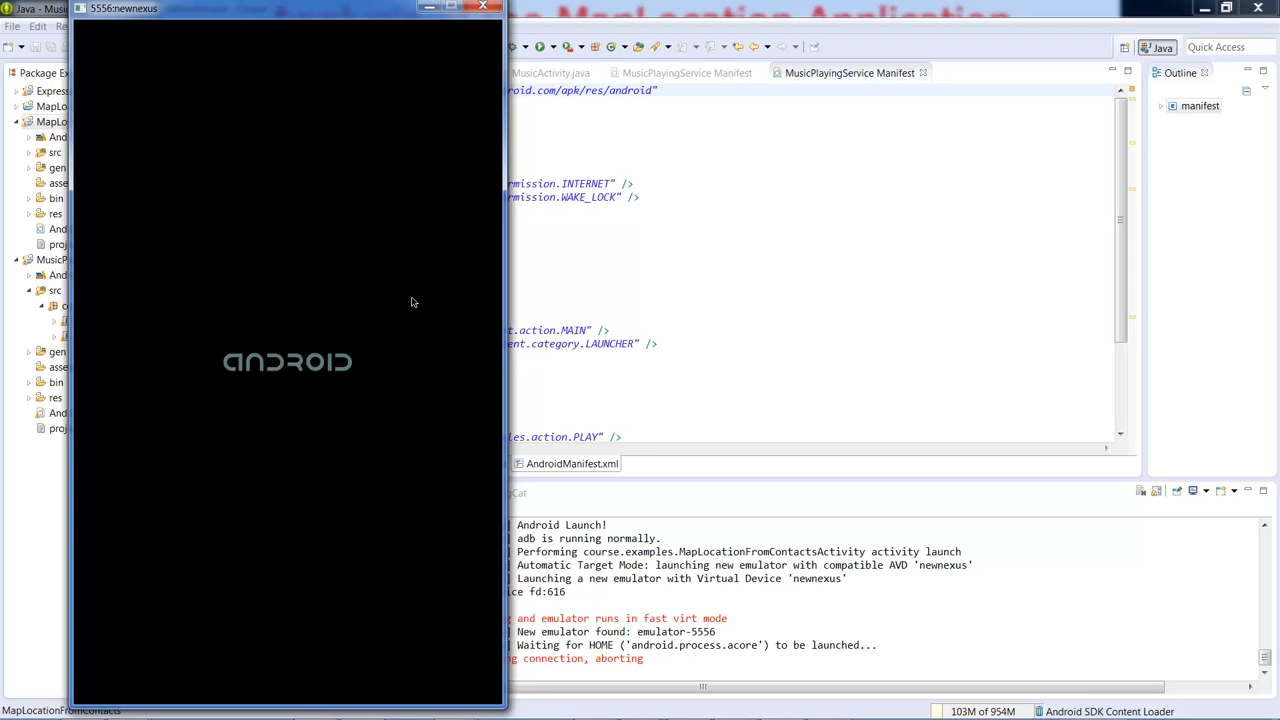 MapLocation Application
Java - Music
5556:newnexus
File Edit
Java
Quick Access
Package Ex
MusicActivity.java
MusicPlayingService Manifest
MusicPlayingService Manifest
Outline
Express
MapLo
MapLo
And
src
gen
asse
bin
res
And
proj
MusicP
And
src
co
gen
asse
bin
res
And
proj
roid.com/apk/res/android"
manifest
rmission.INTERNET" />
rmission.WAKE_LOCK" />
t.action.MAIN" />
ent.category.LAUNCHER" />
les.action.PLAY" />
ANDROID
AndroidManifest.xml
gCat
Android Launch!
adb is running normally.
Performing course.examples.MapLocationFromContactsActivity activity launch
Automatic Target Mode: launching new emulator with compatible AVD 'newnexus'
Launching a new emulator with Virtual Device 'newnexus'
ice fd:616
g and emulator runs in fast virt mode
New emulator found: emulator-5556
Waiting for HOME ('android.process.acore') to be launched...
ng connection, aborting
MapLocationFromContacts
103M of 954M
Android SDK Content Loader